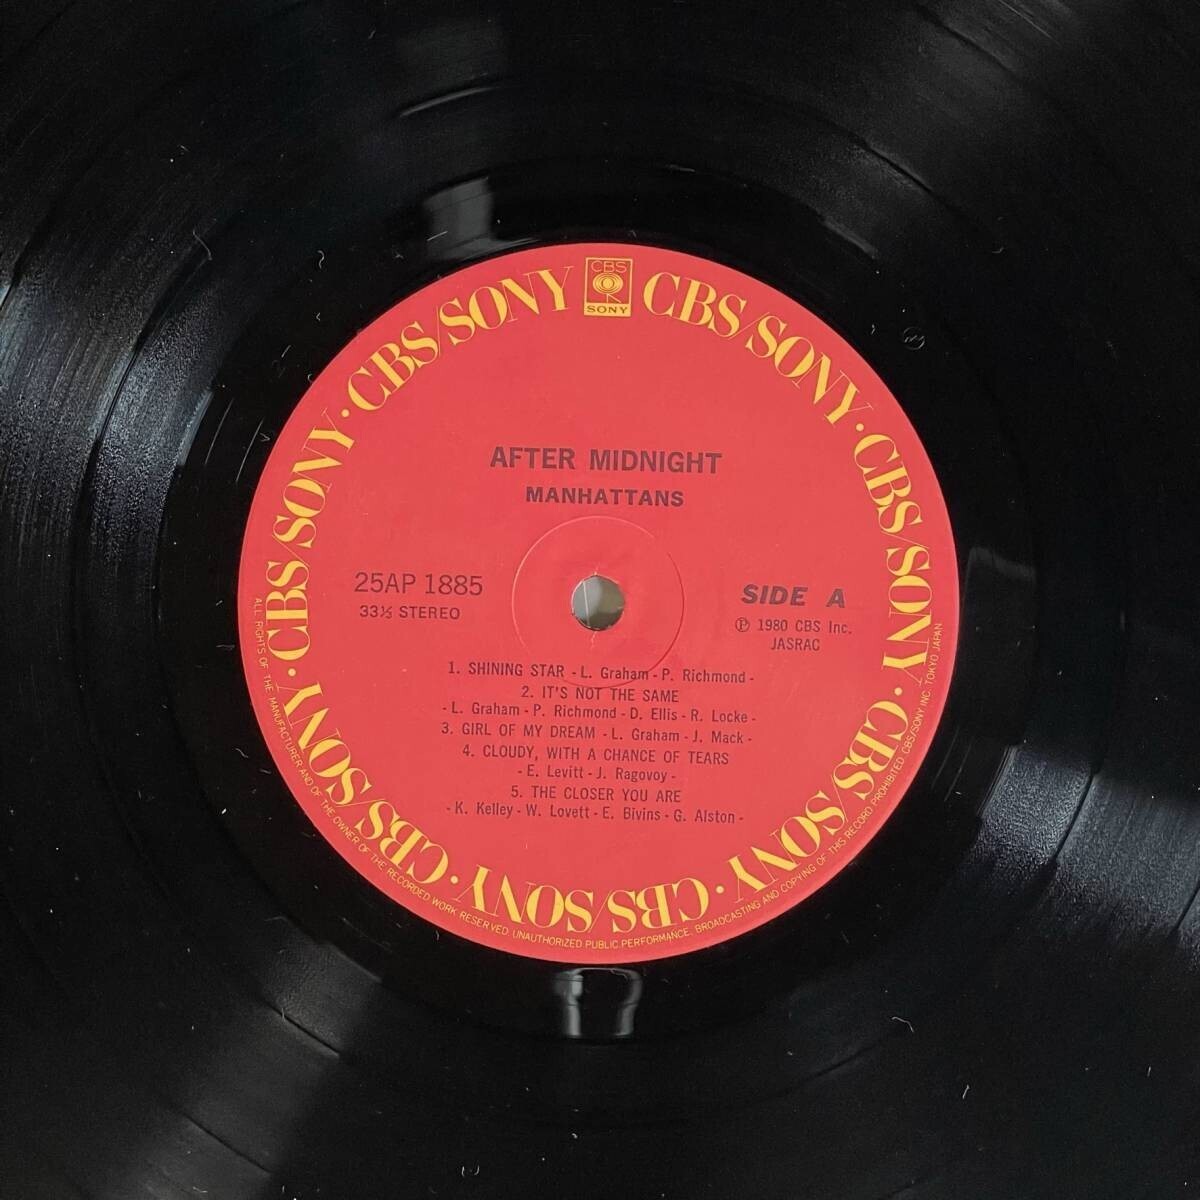 CBS
SONY
CBS/SONY · CBS/SONY · CBS/SONY · CBS/SONY · CBS/SONY · CBS/SONY · CBS/SONY · CBS/SONY
AFTER MIDNIGHT
MANHATTANS
25AP 1885
33⅓ STEREO
SIDE A
Ⓟ 1980 CBS Inc.
JASRAC
1. SHINING STAR - L. Graham - P. Richmond -
2. IT'S NOT THE SAME
- L. Graham - P. Richmond - D. Ellis - R. Locke -
3. GIRL OF MY DREAM - L. Graham - J. Mack -
4. CLOUDY, WITH A CHANCE OF TEARS
- E. Levitt - J. Ragovoy -
5. THE CLOSER YOU ARE
- K. Kelley - W. Lovett - E. Bivins - G. Alston -
ALL RIGHTS OF THE MANUFACTURER AND OF THE OWNER OF THE RECORDED WORK RESERVED. UNAUTHORIZED PUBLIC PERFORMANCE, BROADCASTING AND COPYING OF THIS RECORD PROHIBITED. CBS/SONY INC. TOKYO JAPAN